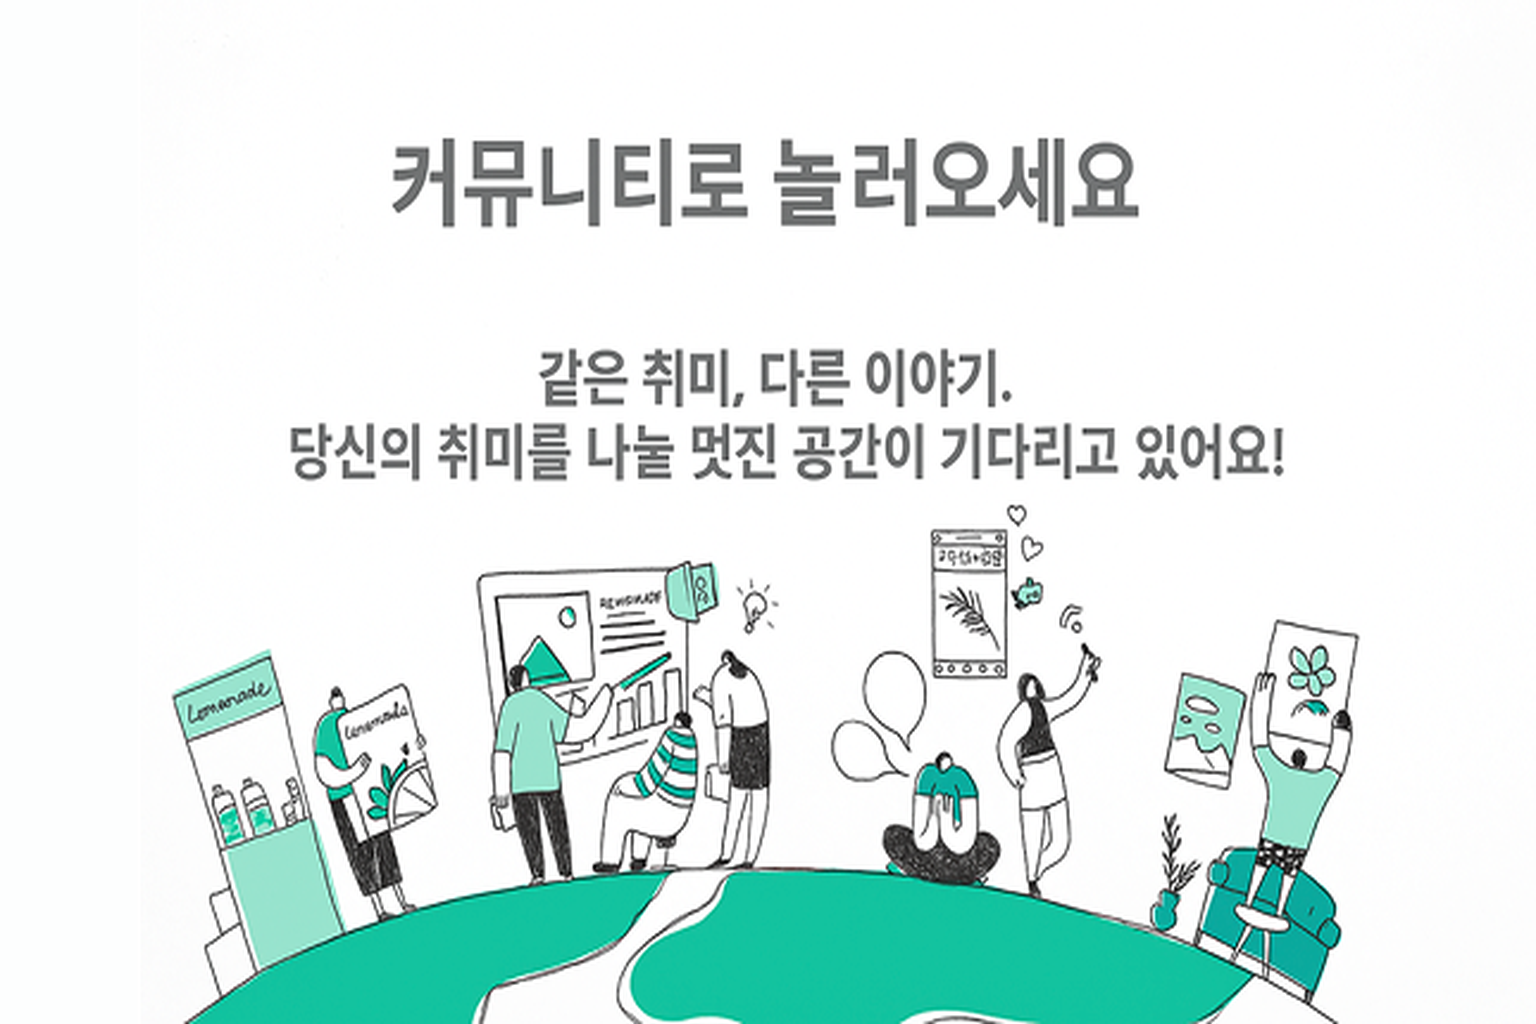 커뮤니티로 놀러오세요
같은 취미, 다른 이야기.
당신의 취미를 나눌 멋진 공간이 기다리고 있어요!
Lemonade